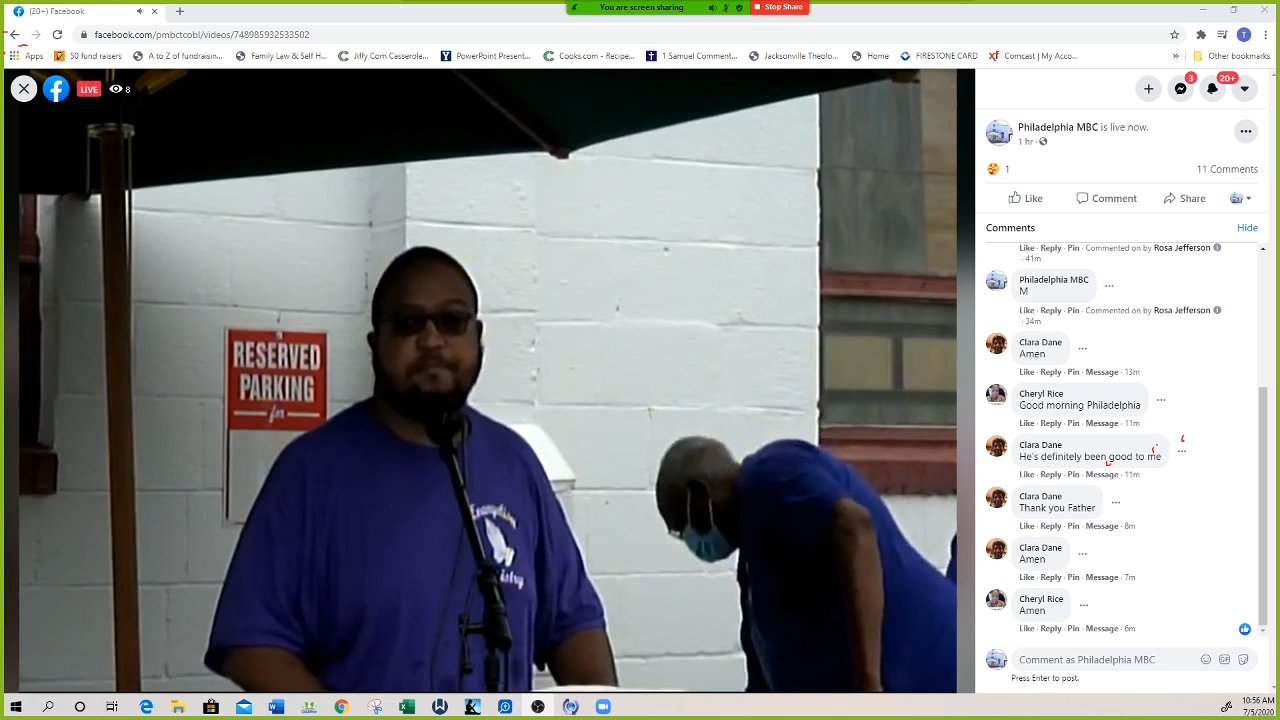 You are screen sharing
Stop Share
(20+) Facebook
facebook.com/pmbctcobl/videos/748985932533502
T
Apps
50 fund raisers
A to Z of fundraisin...
Family Law & Self H...
Jiffy Corn Casserole...
PowerPoint Present...
Cooks.com - Recipe...
1 Samuel Comment...
Jacksonville Theolo...
Home
FIRESTONE CARD
Comcast | My Acco...
Other bookmarks
LIVE
8
3
20+
Philadelphia MBC is live now.
1 hr
1
11 Comments
Like
Comment
Share
Comments
Hide
Like · Reply · Pin · Commented on by Rosa Jefferson
· 41m
Philadelphia MBC
M
Like · Reply · Pin · Commented on by Rosa Jefferson
· 34m
Clara Dane
Amen
Like · Reply · Pin · Message · 13m
Cheryl Rice
Good morning Philadelphia
Like · Reply · Pin · Message · 11m
Clara Dane
He's definitely been good to me
Like · Reply · Pin · Message · 11m
Clara Dane
Thank you Father
Like · Reply · Pin · Message · 8m
Clara Dane
Amen
Like · Reply · Pin · Message · 7m
Cheryl Rice
Amen
Like · Reply · Pin · Message · 6m
Comment as Philadelphia MBC
GIF
Press Enter to post.
RESERVED
PARKING
for
10:56 AM
7/5/2020